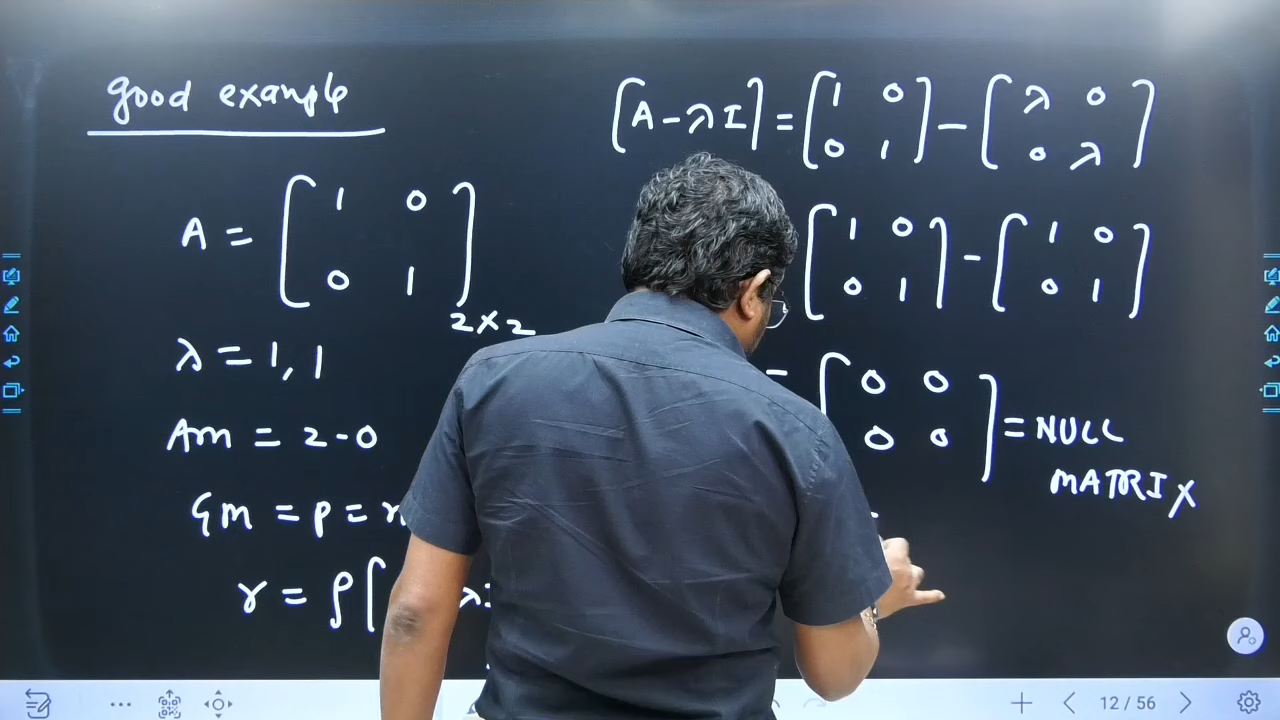 good example
A = [ 1 0
0 1 ] 2×2
λ = 1, 1
Am = 2-0
Gm = p =
r = ρ [ λ=
[A - λI] = [ 1 0
0 1 ] - [ λ 0
0 λ ]
[ 1 0
0 1 ] - [ 1 0
0 1 ]
= [ 0 0
0 0 ] = NULL
MATRIX
12 / 56